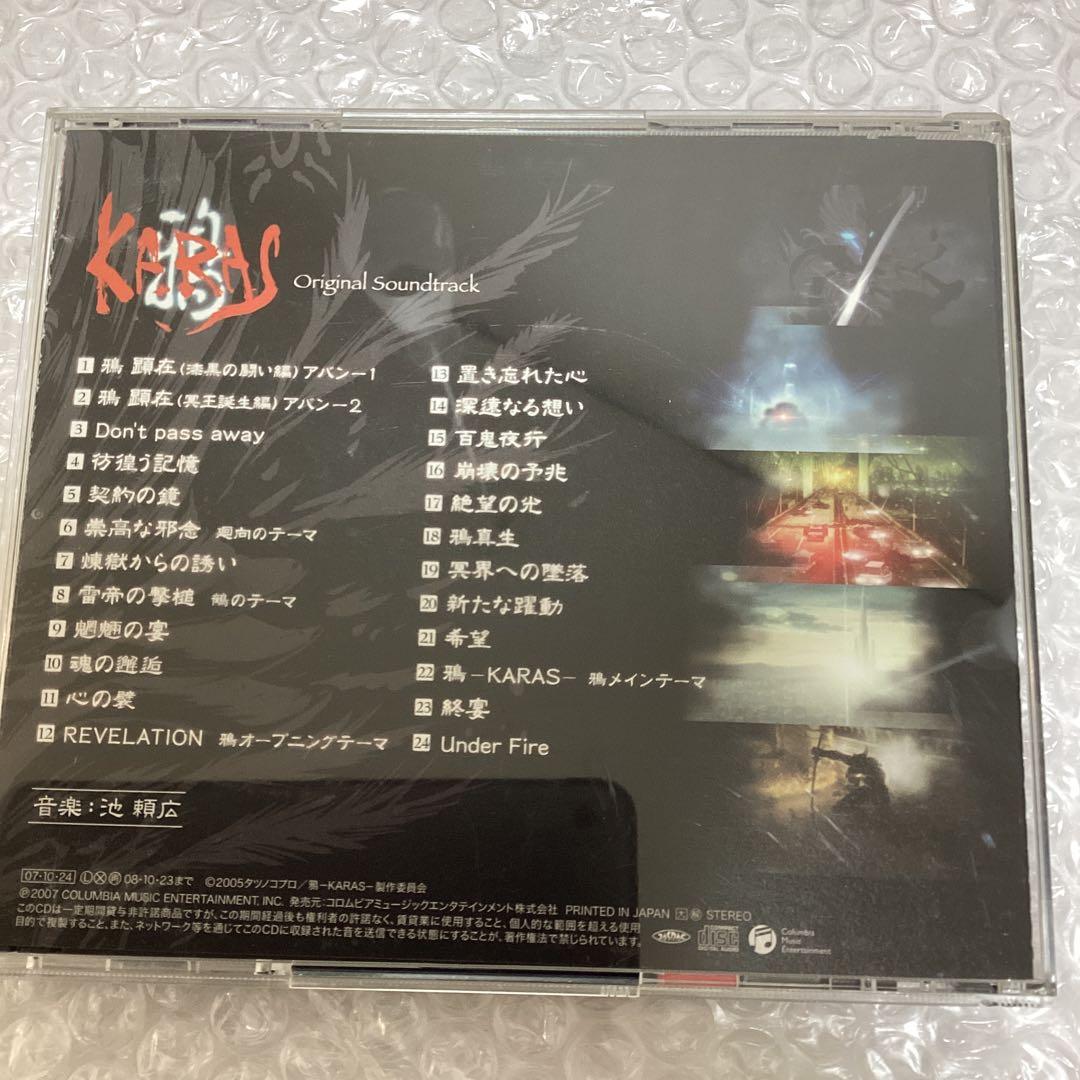 KARAS
鴉
Original Soundtrack
1 鴉 顕在(漆黒の闘い編)アバンー1
2 鴉 顕在(冥王誕生編)アバンー2
3 Don't pass away
4 彷徨う記憶
5 契約の鏡
6 崇高な邪念 廻向のテーマ
7 煉獄からの誘い
8 雷帝の撃槌 鵺のテーマ
9 魍魎の宴
10 魂の邂逅
11 心の襞
12 REVELATION 鴉オープニングテーマ
13 置き忘れた心
14 深遠なる想い
15 百鬼夜行
16 崩壊の予兆
17 絶望の光
18 鴉真生
19 冥界への墜落
20 新たな躍動
21 希望
22 鴉-KARAS- 鴉メインテーマ
23 終宴
24 Under Fire
音楽:池 頼広
07·10·24 Ⓛ Ⓧ 08·10·23まで ©2005タツノコプロ/鴉-KARAS-製作委員会
℗2007 COLUMBIA MUSIC ENTERTAINMENT, INC. 発売元:コロムビアミュージックエンタテインメント株式会社 PRINTED IN JAPAN STEREO
このCDは一定期間貸与非許諾商品ですが、この期間経過後も権利者の許諾なく、賃貸業に使用すること、個人的な範囲を超える使用
目的で複製すること、また、ネットワーク等を通じてこのCDに収録された音を送信できる状態にすることが、著作権法で禁じられています。
COMPACT disc DIGITAL AUDIO
Columbia
Music
Entertainment